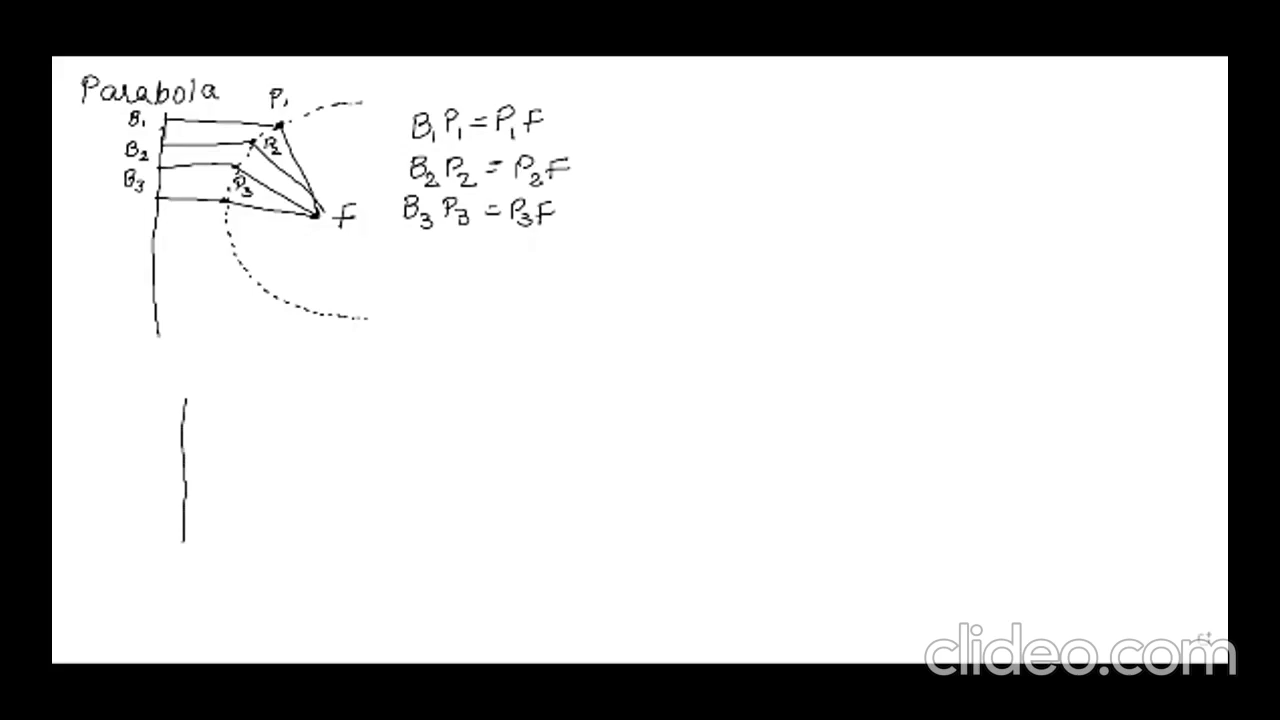 Parabola
P₁
B₁
B₂
P₂
B₃
P₃
F
B₁P₁ = P₁F
B₂P₂ = P₂F
B₃P₃ = P₃F
clideo.com